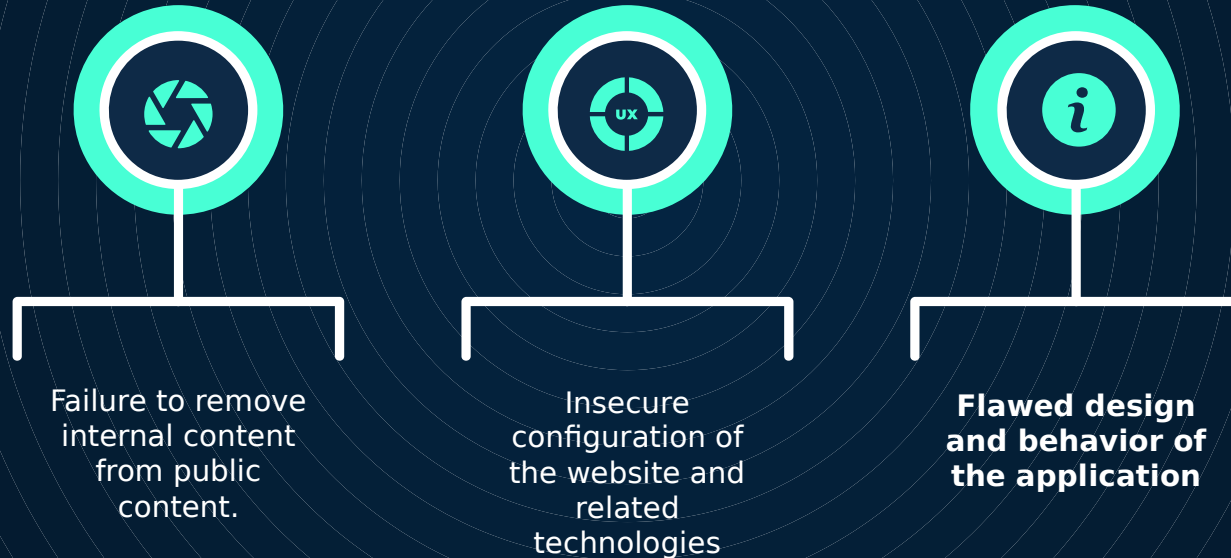 UX
i
Failure to remove
internal content
from public
content.
Insecure
configuration of
the website and
related
technologies
Flawed design
and behavior of
the application